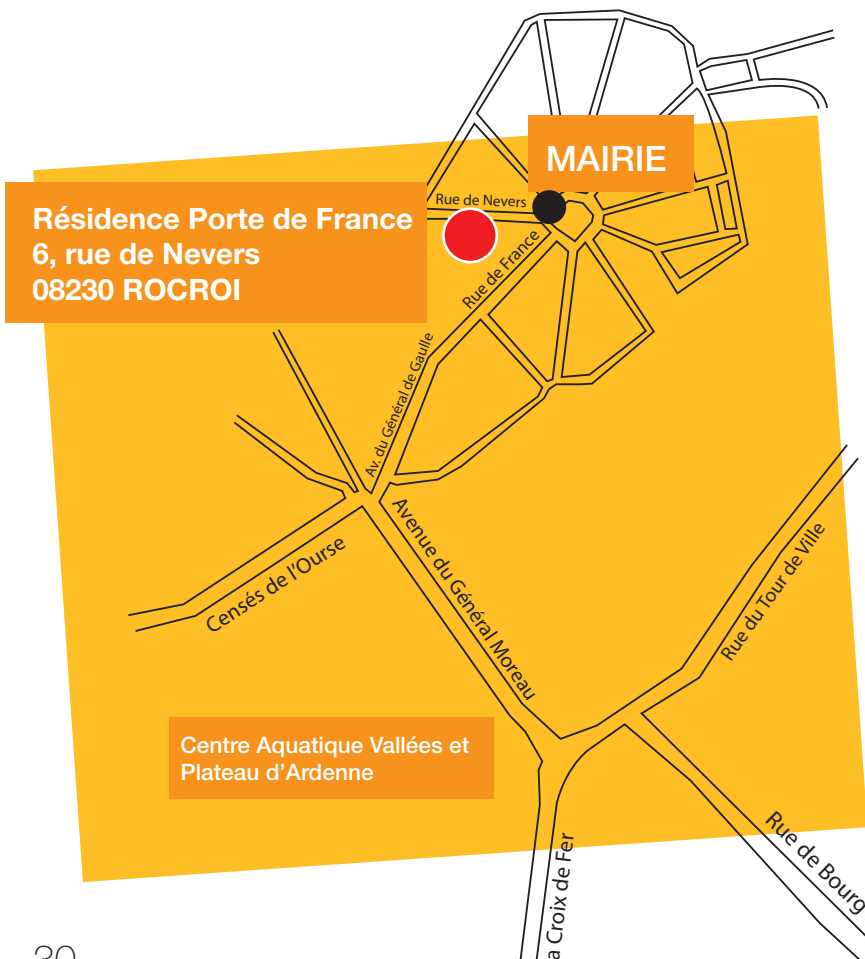 MAIRIE
Rue de Nevers
Résidence Porte de France
6, rue de Nevers
08230 ROCROI
Rue de France
Av. du Général de Gaulle
Avenue du Général Moreau
Censés de l'Ourse
Rue du Tour de Ville
Centre Aquatique Vallées et
Plateau d'Ardenne
Rue de Bourg
a Croix de Fer
30